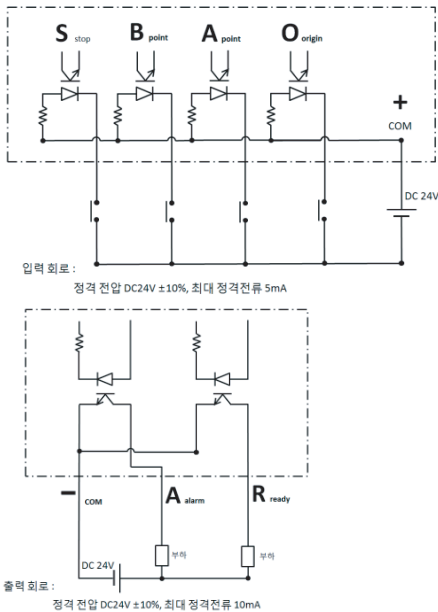 S stop B point A point O origin
+
COM
DC 24V
입력 회로 :
정격 전압 DC24V ±10%, 최대 정격전류 5mA
− COM A alarm R ready
DC 24V 부하 부하
출력 회로 :
정격 전압 DC24V ±10%, 최대 정격전류 10mA